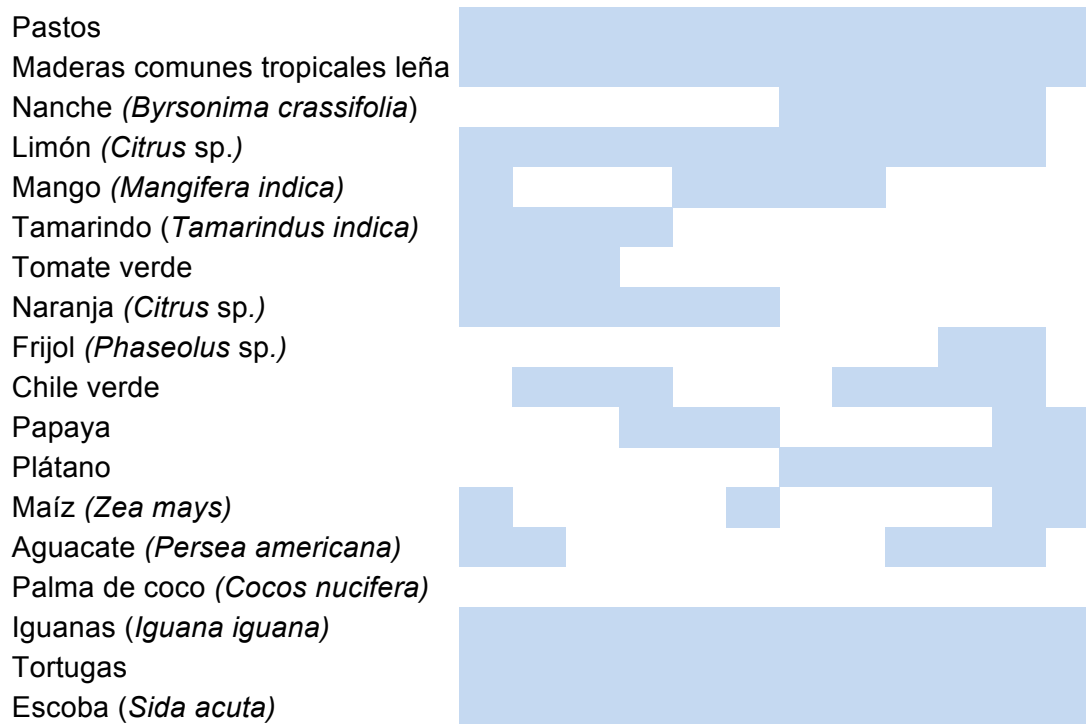 Pastos
Maderas comunes tropicales leña
Nanche (Byrsonima crassifolia)
Limón (Citrus sp.)
Mango (Mangifera indica)
Tamarindo (Tamarindus indica)
Tomate verde
Naranja (Citrus sp.)
Frijol (Phaseolus sp.)
Chile verde
Papaya
Plátano
Maíz (Zea mays)
Aguacate (Persea americana)
Palma de coco (Cocos nucifera)
Iguanas (Iguana iguana)
Tortugas
Escoba (Sida acuta)